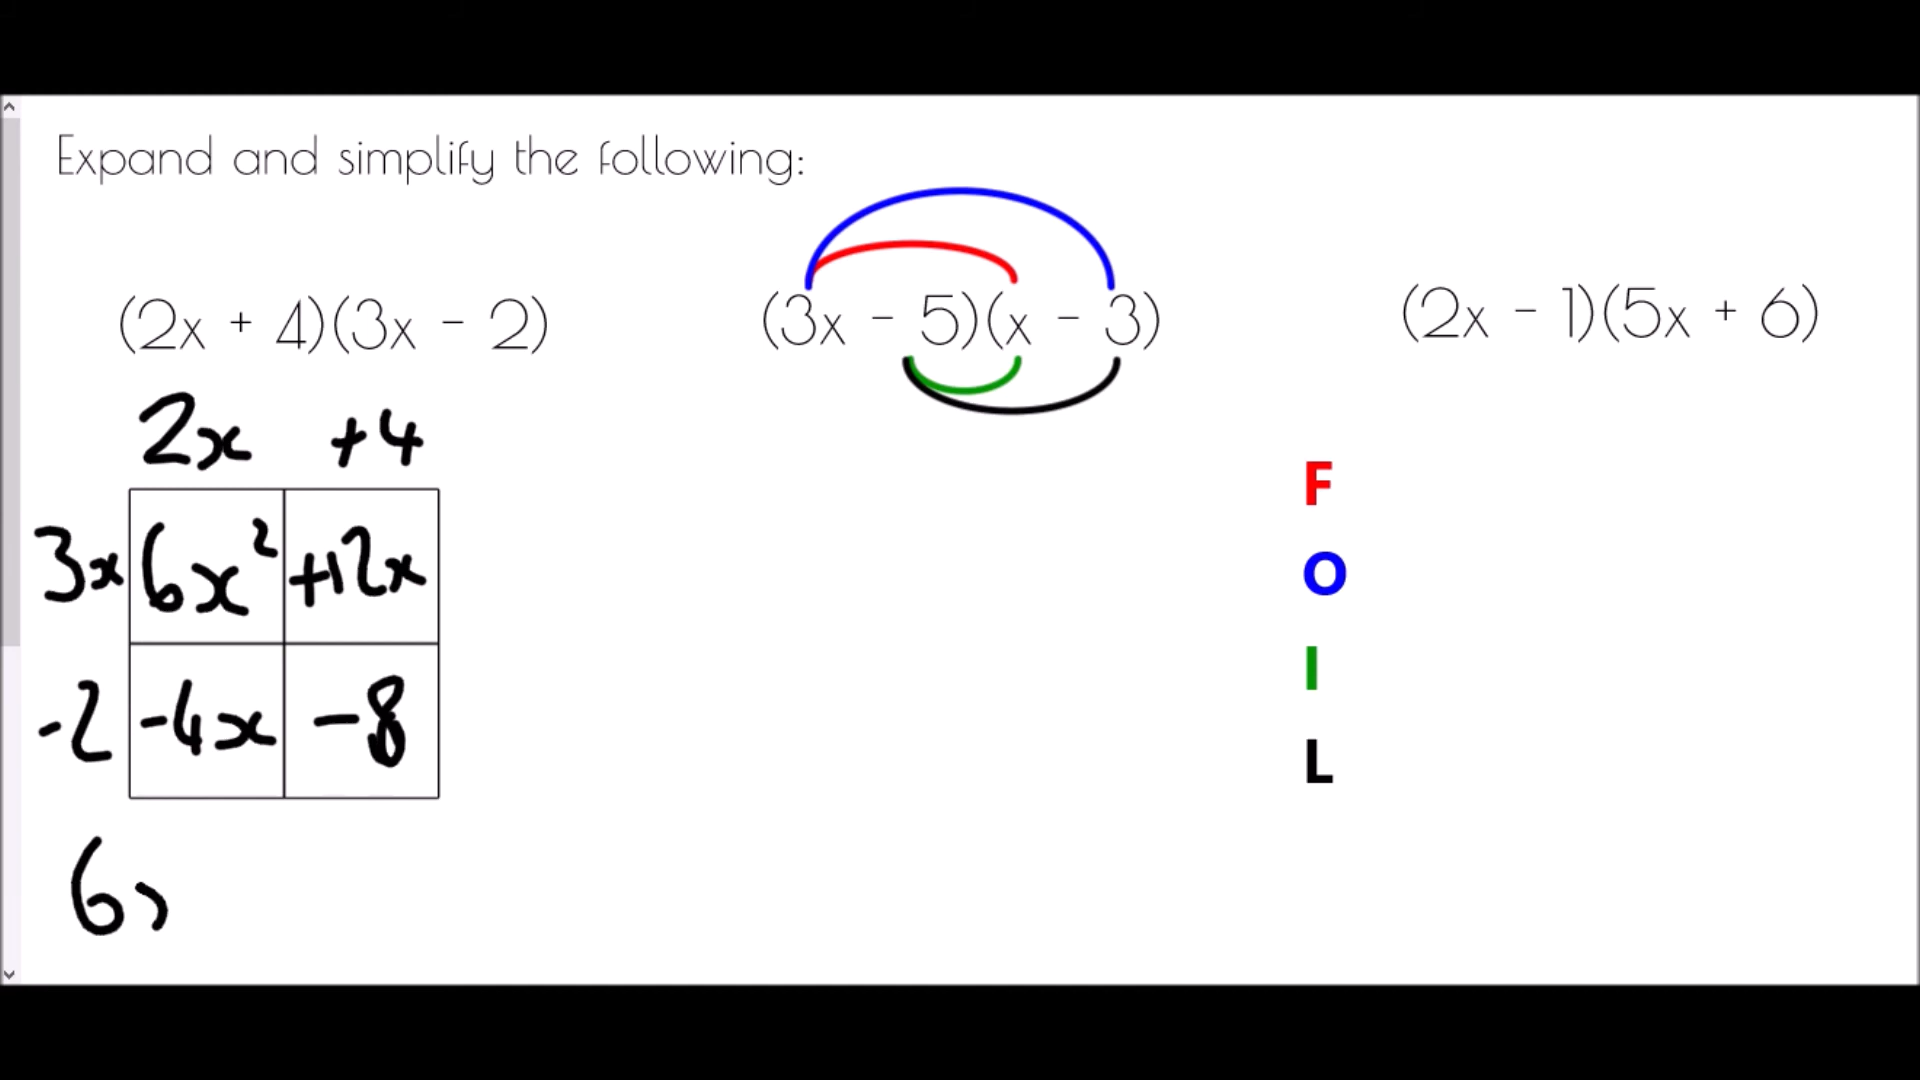 Expand and simplify the following:
(2x + 4)(3x - 2)
(3x - 5)(x - 3)
(2x - 1)(5x + 6)
2x +4
3x 6x² +12x
-2 -4x -8
6
F
O
I
L